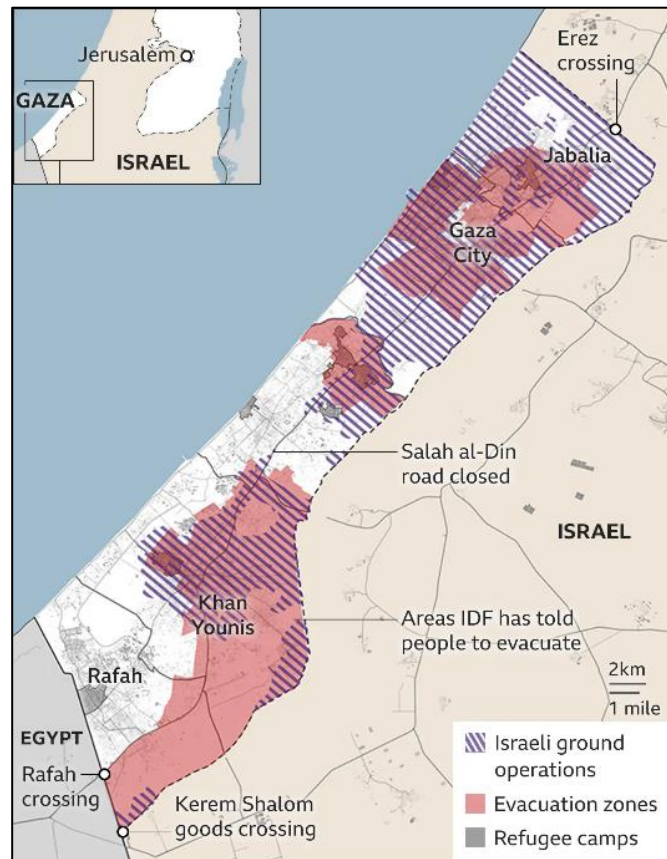 Jerusalem
GAZA
ISRAEL
Erez
crossing
Jabalia
Gaza
City
Salah al-Din
road closed
ISRAEL
Khan
Younis
Areas IDF has told
people to evacuate
Rafah
2km
1 mile
EGYPT
Rafah
crossing
Kerem Shalom
goods crossing
Israeli ground
operations
Evacuation zones
Refugee camps